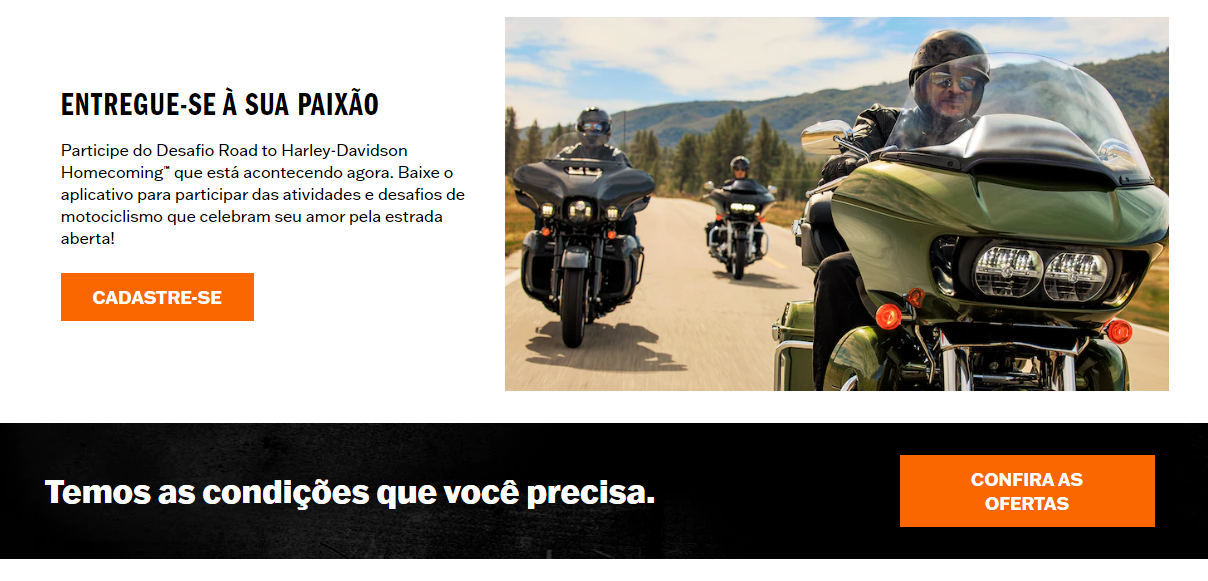 ENTREGUE-SE À SUA PAIXÃO
Participe do Desafio Road to Harley-Davidson
Homecoming™ que está acontecendo agora. Baixe o
aplicativo para participar das atividades e desafios de
motociclismo que celebram seu amor pela estrada
aberta!
CADASTRE-SE
Temos as condições que você precisa.
CONFIRA AS
OFERTAS